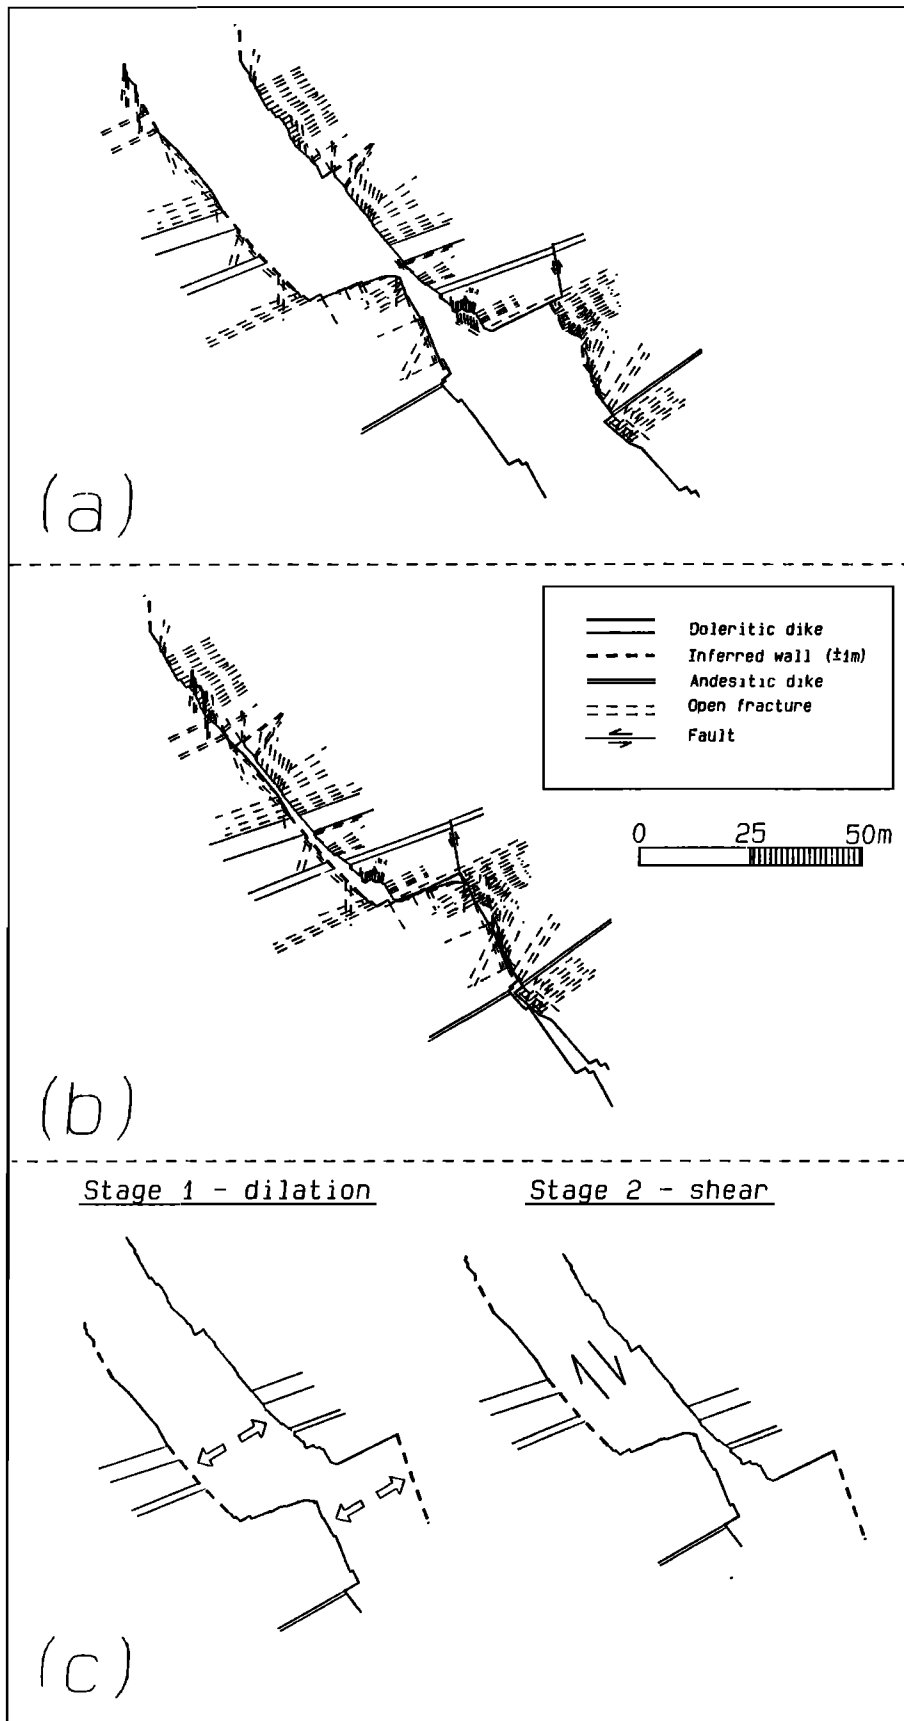 (a)
Doleritic dike
Inferred wall (±1m)
Andesitic dike
Open fracture
Fault
0 25 50m
(b)
Stage 1 - dilation Stage 2 - shear
(c)